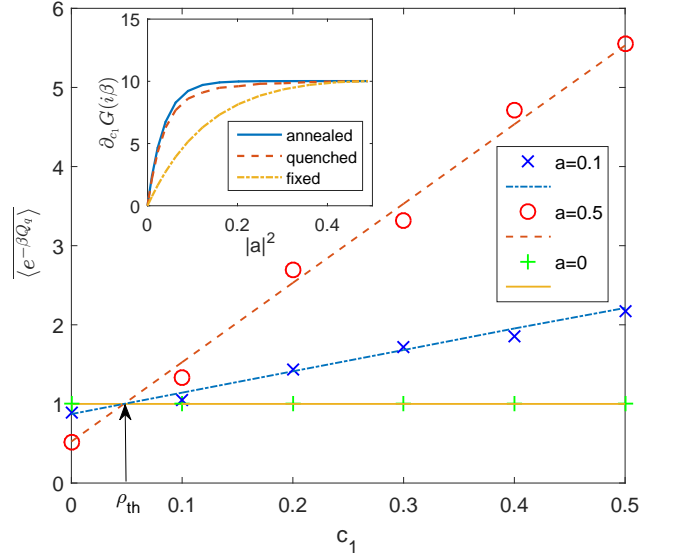 6
5
4
3
2
1
0
0
0.1
0.2
0.3
0.4
0.5
c₁
⟨e^{-βQ_q}⟩
ρ_th
15
10
5
0
0
0.2
0.4
|a|²
∂_{c₁}G(iβ)
annealed
quenched
fixed
a=0.1
a=0.5
a=0